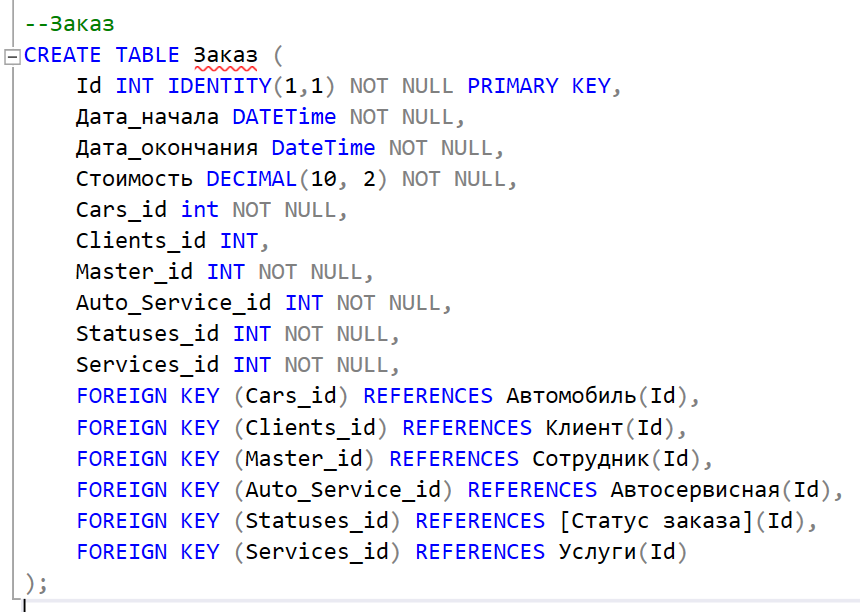 --Заказ
CREATE TABLE Заказ (
Id INT IDENTITY(1,1) NOT NULL PRIMARY KEY,
Дата_начала DATETime NOT NULL,
Дата_окончания DateTime NOT NULL,
Стоимость DECIMAL(10, 2) NOT NULL,
Cars_id int NOT NULL,
Clients_id INT,
Master_id INT NOT NULL,
Auto_Service_id INT NOT NULL,
Statuses_id INT NOT NULL,
Services_id INT NOT NULL,
FOREIGN KEY (Cars_id) REFERENCES Автомобиль(Id),
FOREIGN KEY (Clients_id) REFERENCES Клиент(Id),
FOREIGN KEY (Master_id) REFERENCES Сотрудник(Id),
FOREIGN KEY (Auto_Service_id) REFERENCES Автосервисная(Id),
FOREIGN KEY (Statuses_id) REFERENCES [Статус заказа](Id),
FOREIGN KEY (Services_id) REFERENCES Услуги(Id)
);